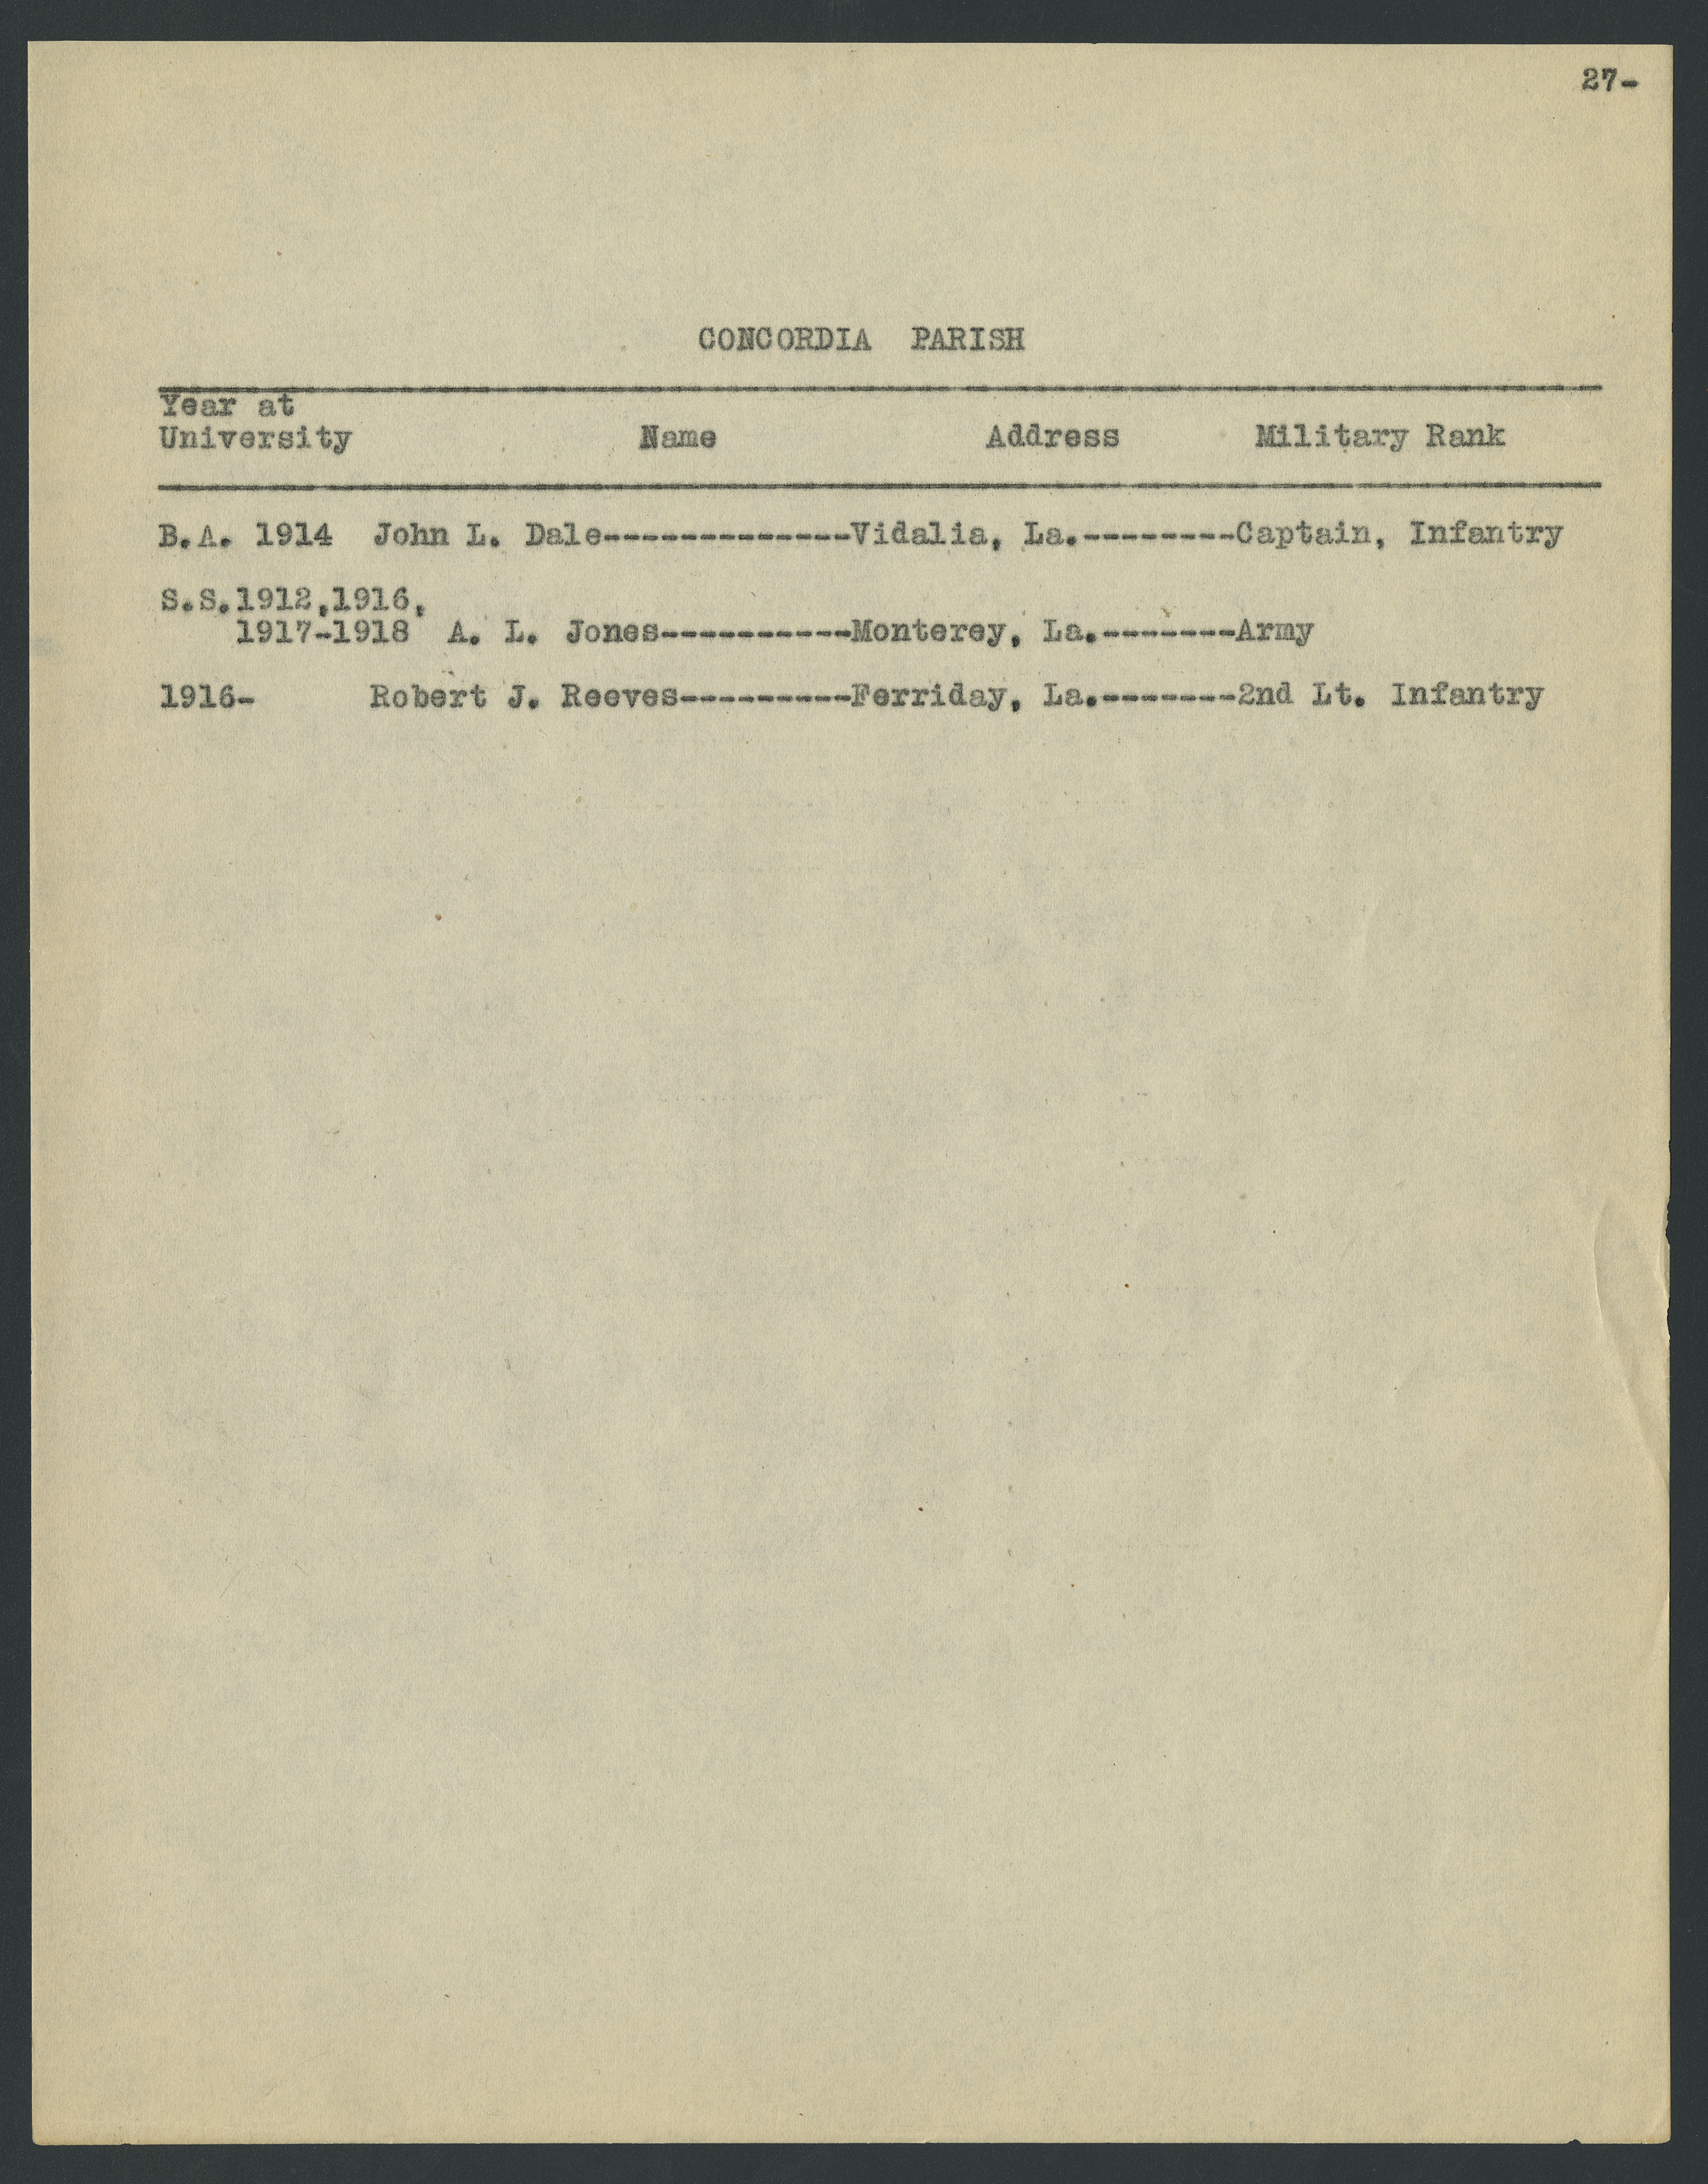 27-
CONCORDIA PARISH
Year at
University Name Address Military Rank
B.A. 1914 John L. Dale-------------Vidalia, La.--------Captain, Infantry
S.S.1912,1916,
1917-1918 A. L. Jones----------Monterey, La.-------Army
1916- Robert J. Reeves---------Ferriday, La.-------2nd Lt. Infantry